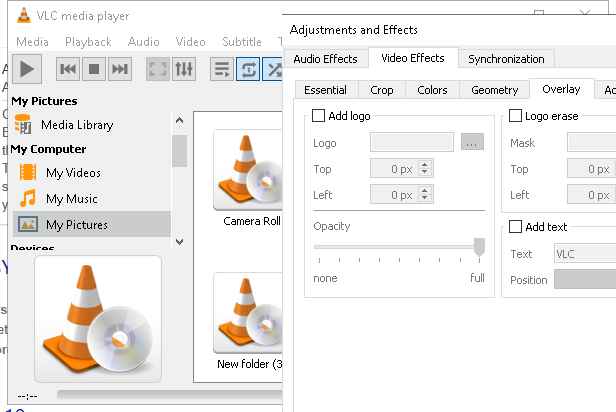 VLC media player
Media Playback Audio Video Subtitle
My Pictures
Media Library
My Computer
My Videos
My Music
My Pictures
Devices
Camera Roll
New folder (3
--:--
Adjustments and Effects
Audio Effects Video Effects Synchronization
Essential Crop Colors Geometry Overlay
Add logo
Logo ...
Top 0 px
Left 0 px
Opacity
none full
Logo erase
Mask
Top 0 px
Left 0 px
Add text
Text VLC
Position